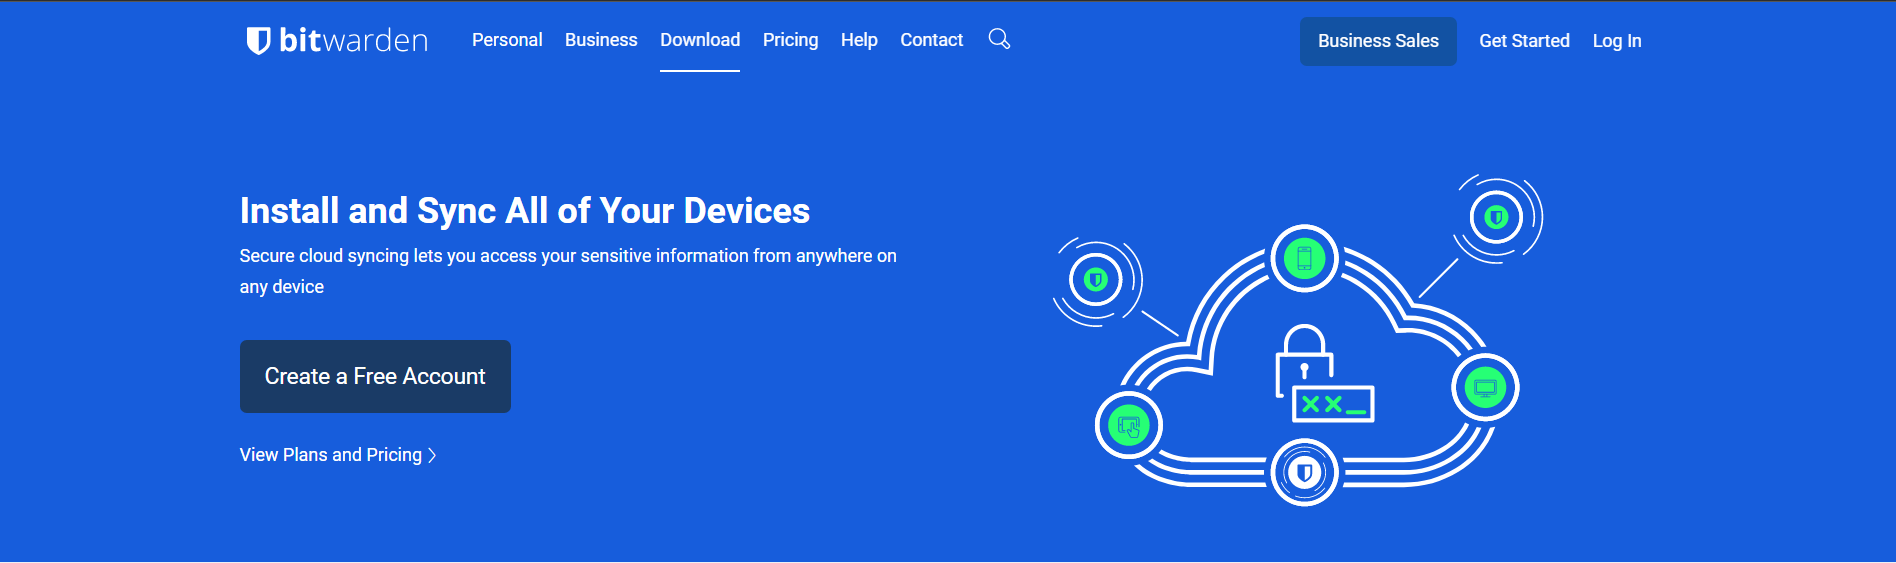 bitwarden Personal Business Download Pricing Help Contact Business Sales Get Started Log In
Install and Sync All of Your Devices
Secure cloud syncing lets you access your sensitive information from anywhere on
any device
Create a Free Account
View Plans and Pricing
××_